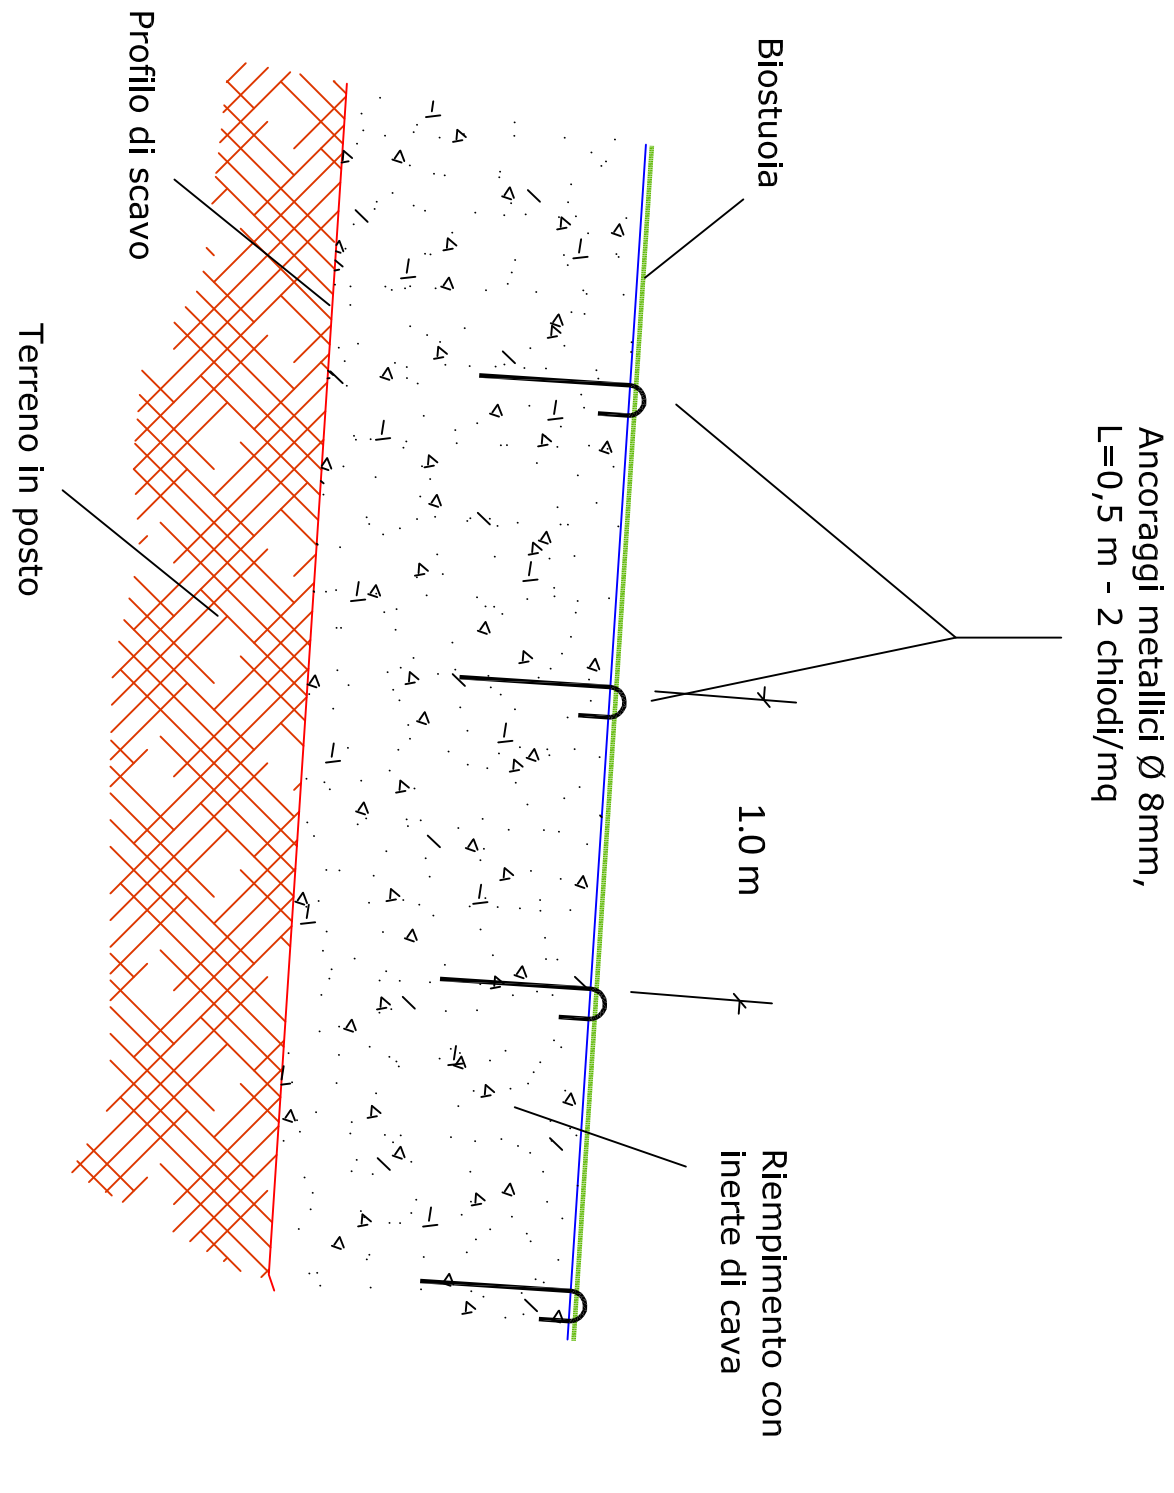 Ancoraggi metallici Ø 8mm,
L=0,5 m - 2 chiodi/mq
Biostuoia
1.0 m
Riempimento con
inerte di cava
Profilo di scavo
Terreno in posto